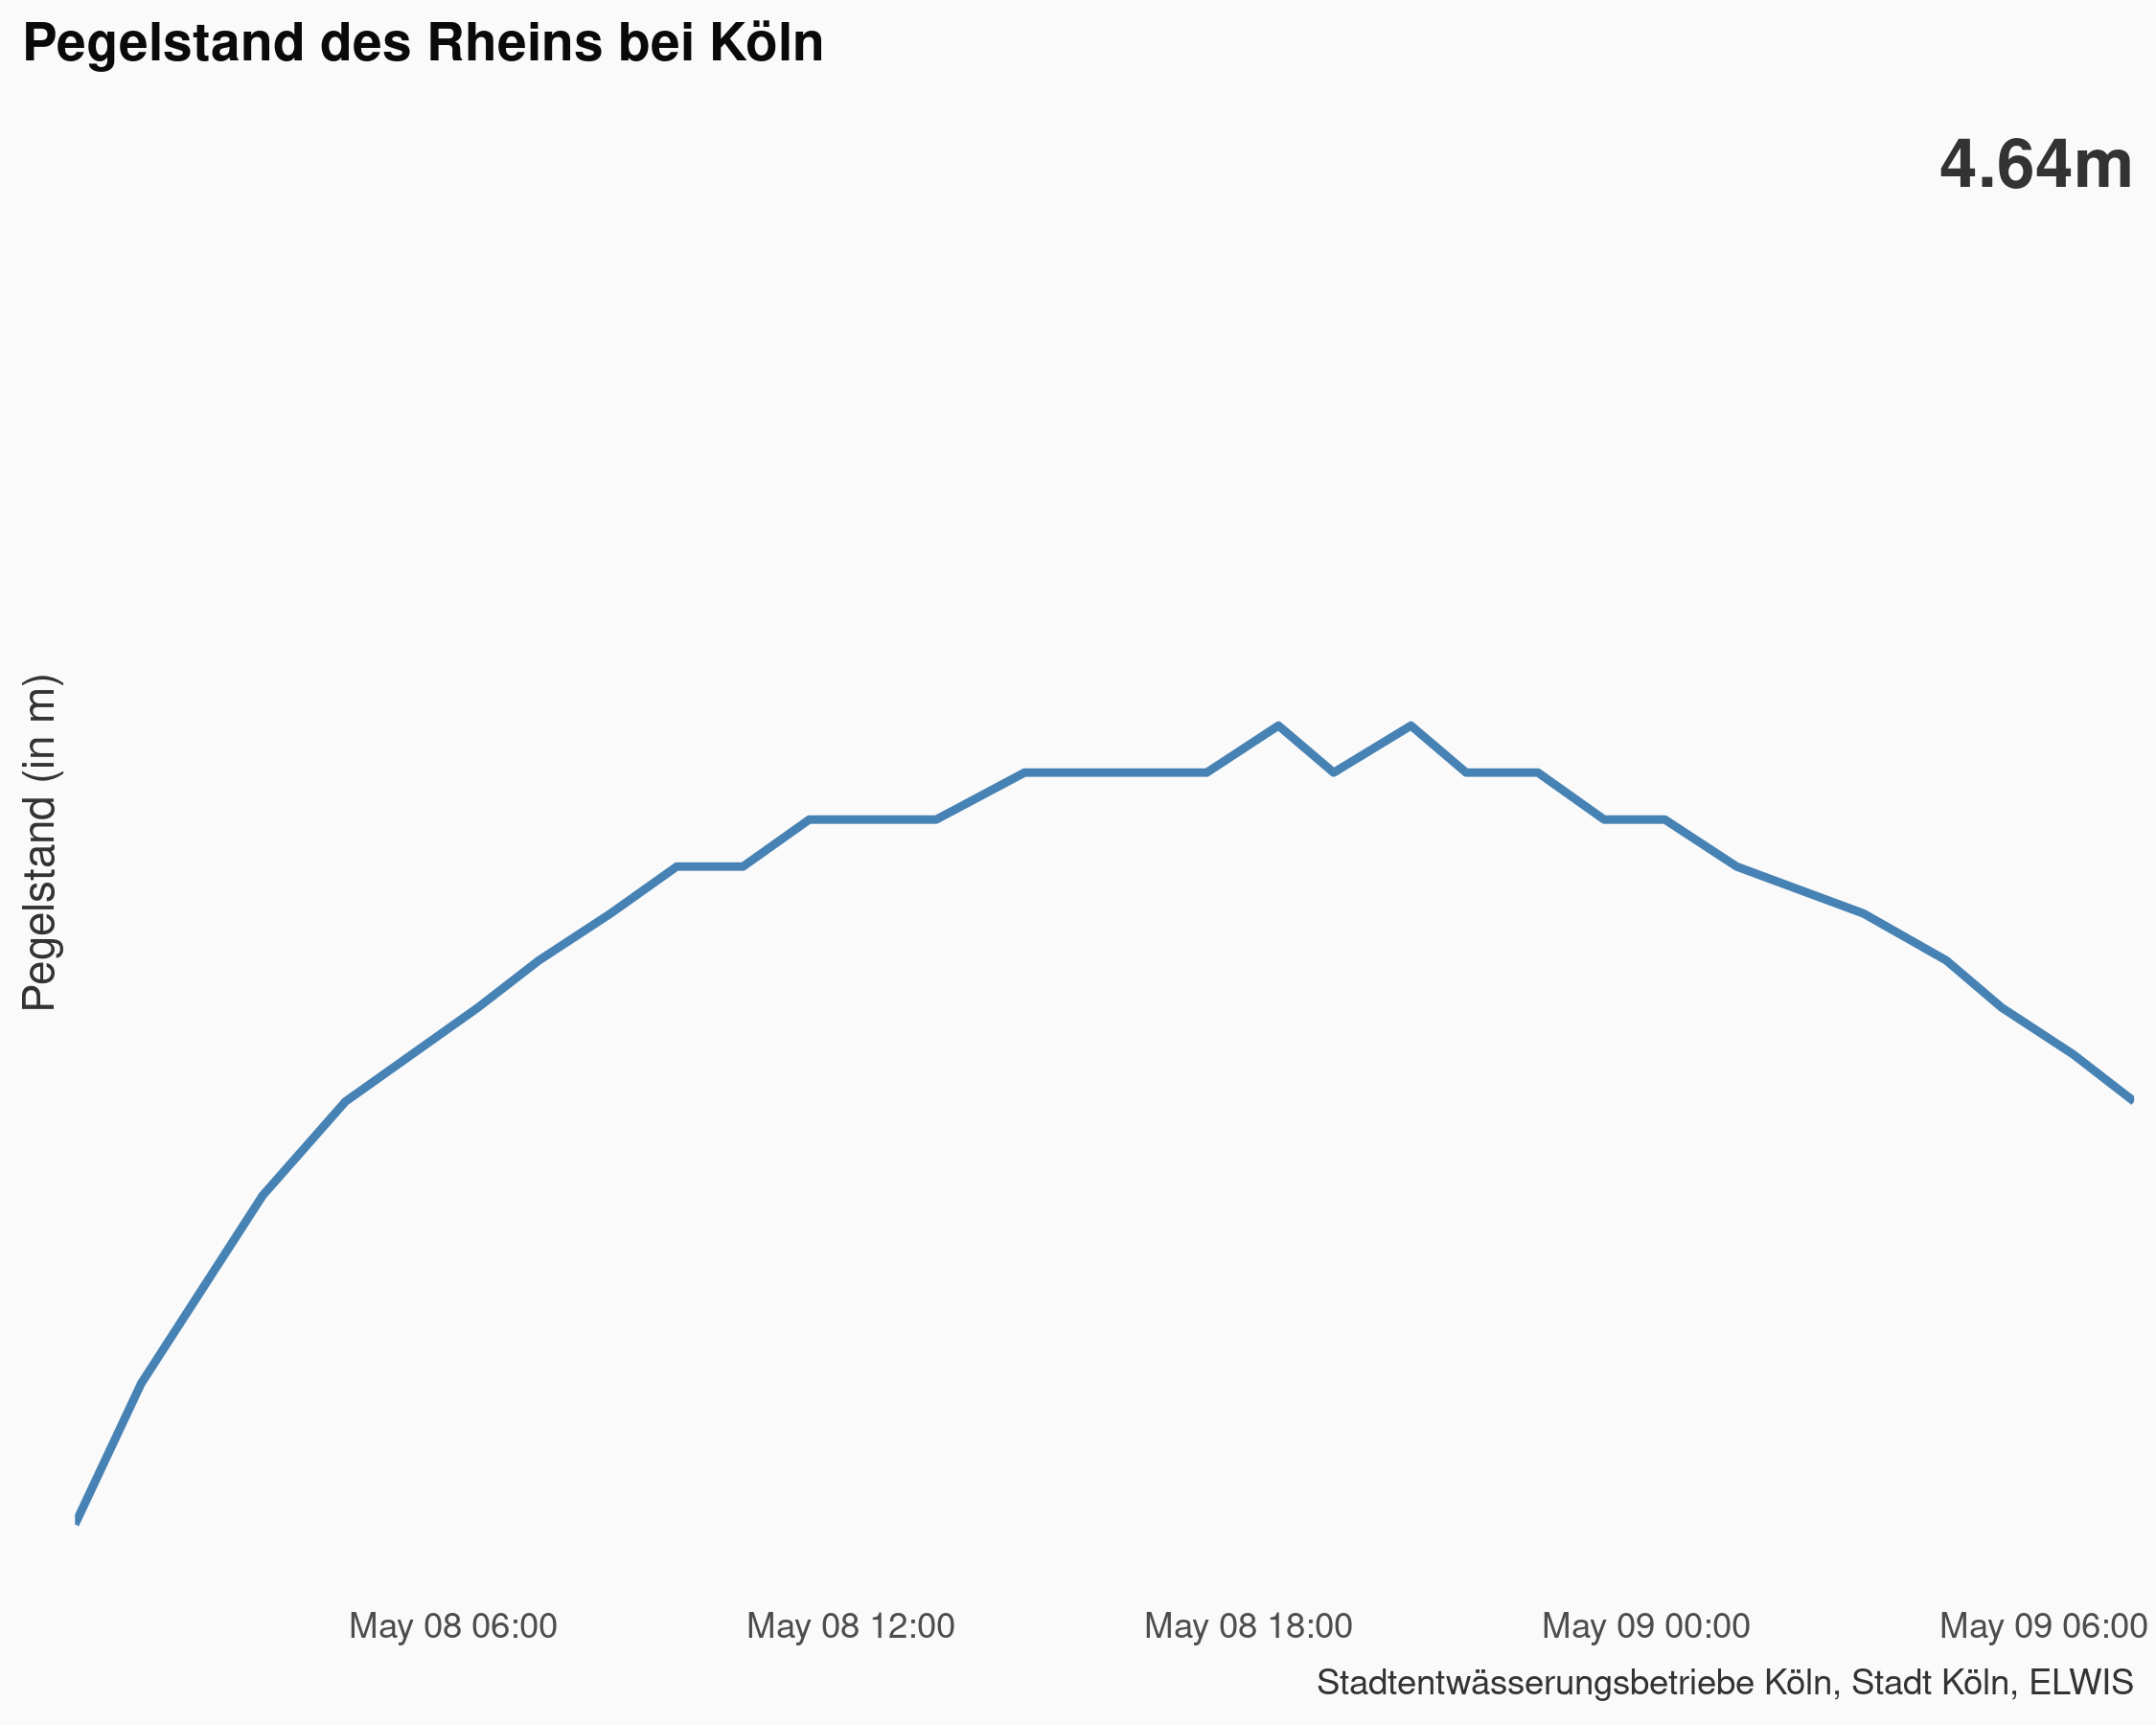 Pegelstand des Rheins bei Köln
4.64m
Pegelstand (in m)
May 08 06:00 May 08 12:00 May 08 18:00 May 09 00:00 May 09 06:00
Stadtentwässerungsbetriebe Köln, Stadt Köln, ELWIS